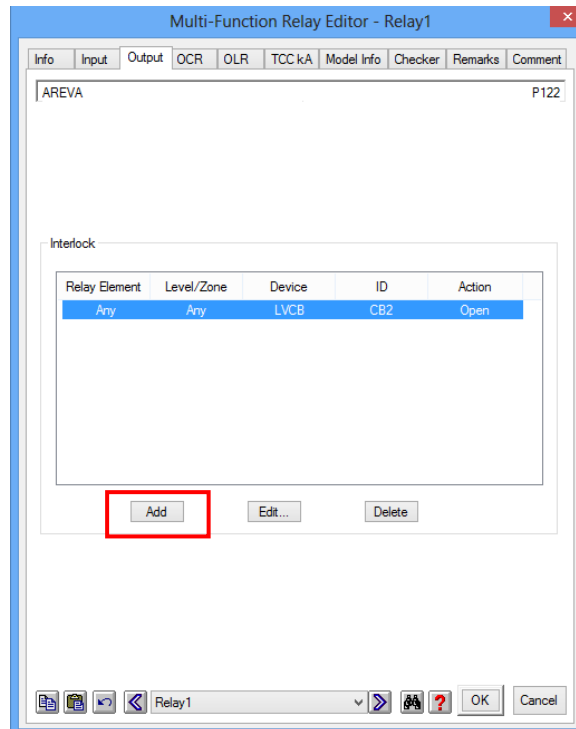 Multi-Function Relay Editor - Relay1
Info Input Output OCR OLR TCC kA Model Info Checker Remarks Comment
AREVA P122
Interlock
Relay Element Level/Zone Device ID Action
Any Any LVCB CB2 Open
Add Edit... Delete
Relay1 ? OK Cancel